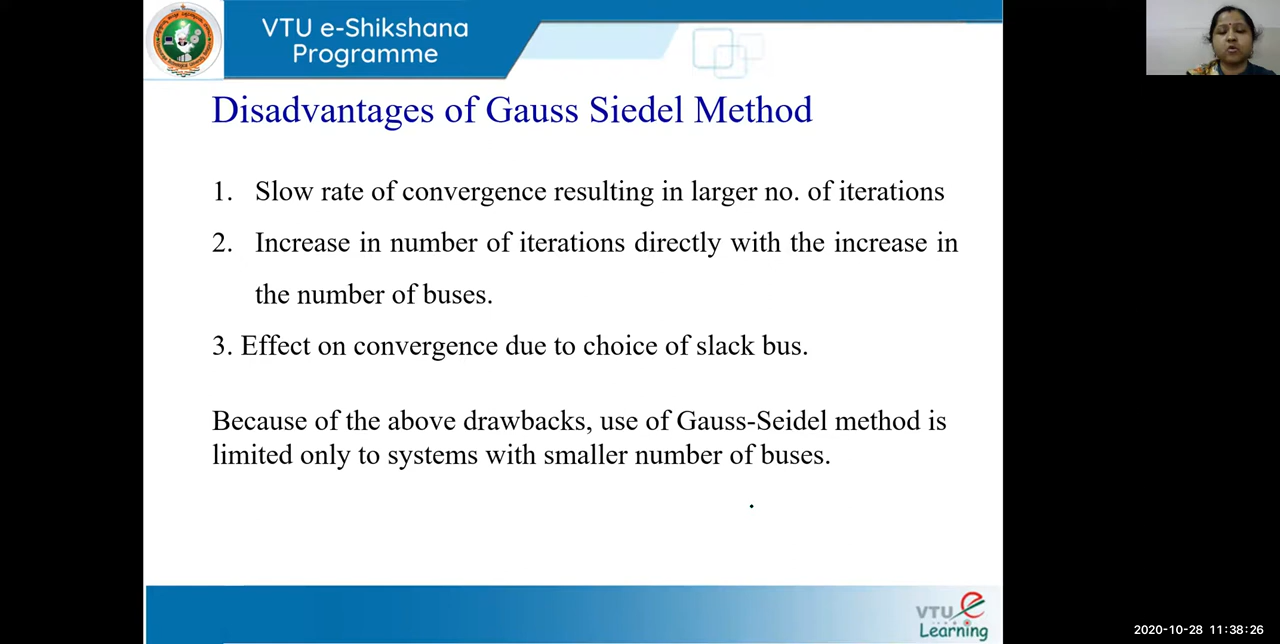 VTU e-Shikshana
Programme
Disadvantages of Gauss Siedel Method
1. Slow rate of convergence resulting in larger no. of iterations
2. Increase in number of iterations directly with the increase in
the number of buses.
3. Effect on convergence due to choice of slack bus.
Because of the above drawbacks, use of Gauss-Seidel method is
limited only to systems with smaller number of buses.
.
VTU e
Learning
2020-10-28 11:38:26